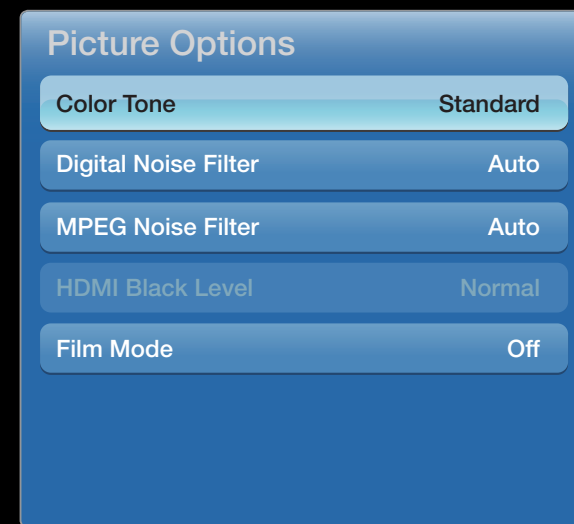 Picture Options
Color Tone Standard
Digital Noise Filter Auto
MPEG Noise Filter Auto
HDMI Black Level Normal
Film Mode Off